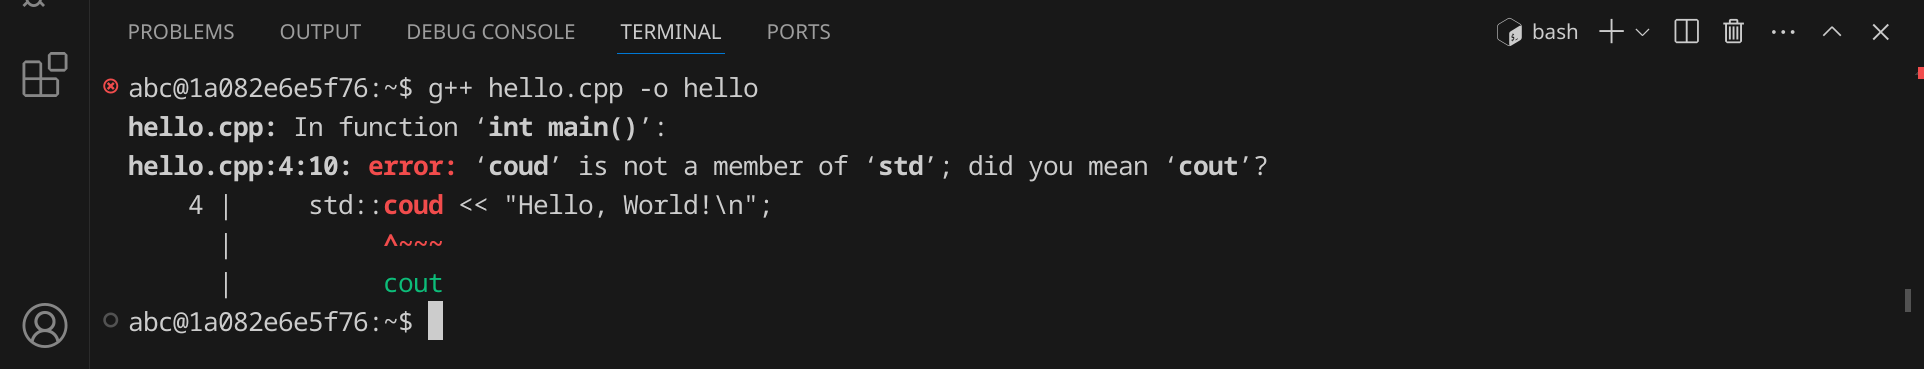 PROBLEMS OUTPUT DEBUG CONSOLE TERMINAL PORTS bash
abc@1a082e6e5f76:~$ g++ hello.cpp -o hello
hello.cpp: In function ‘int main()’:
hello.cpp:4:10: error: ‘coud’ is not a member of ‘std’; did you mean ‘cout’?
    4 |     std::coud << "Hello, World!\n";
      |          ^~~~
      |          cout
abc@1a082e6e5f76:~$